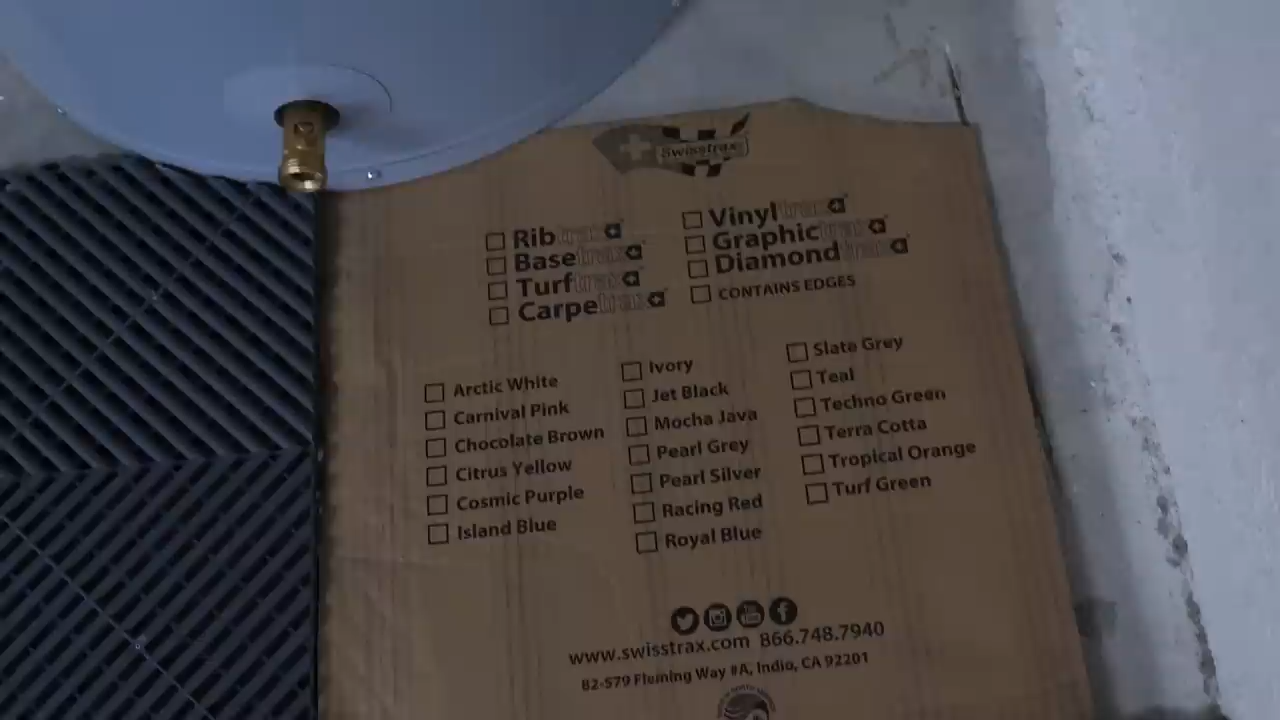 Swisstrax
Ribtrax
Basetrax
Turftrax
Carpetrax
Vinyltrax
Graphictrax
Diamondtrax
CONTAINS EDGES
Arctic White
Carnival Pink
Chocolate Brown
Citrus Yellow
Cosmic Purple
Island Blue
Ivory
Jet Black
Mocha Java
Pearl Grey
Pearl Silver
Racing Red
Royal Blue
Slate Grey
Teal
Techno Green
Terra Cotta
Tropical Orange
Turf Green
www.swisstrax.com 866.748.7940
82-579 Fleming Way #A, Indio, CA 92201